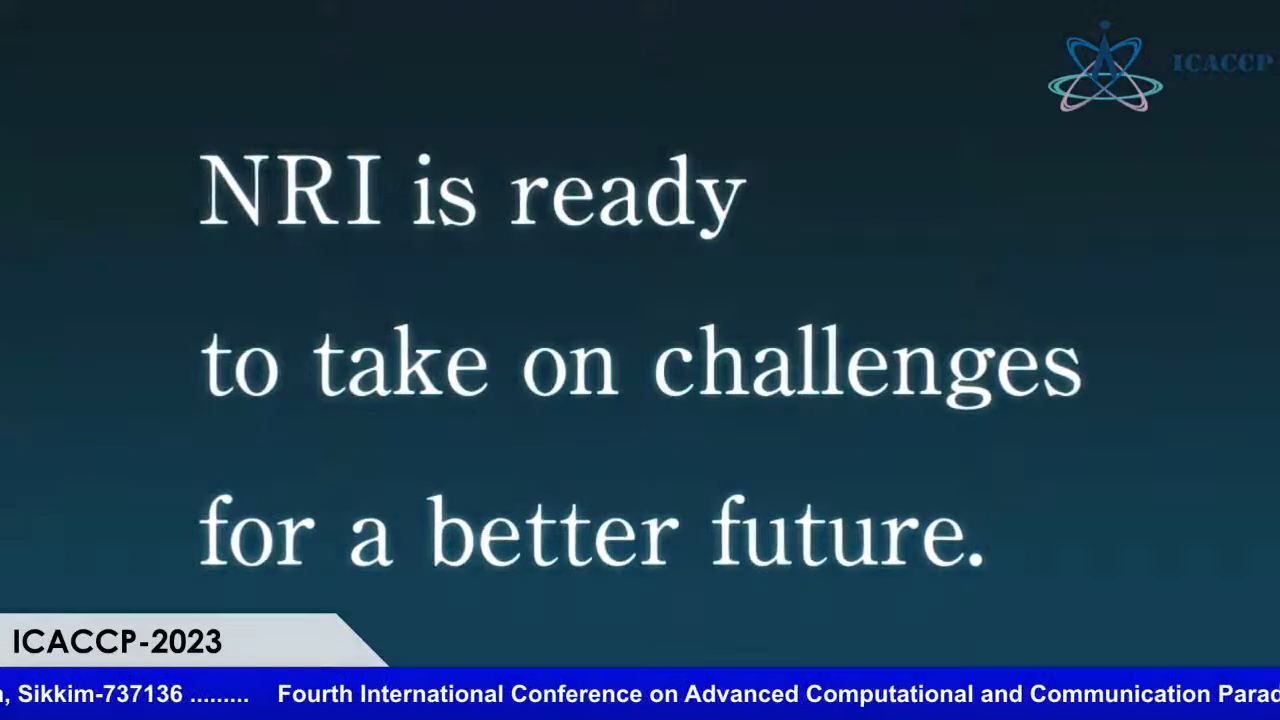 ICACCP
NRI is ready
to take on challenges
for a better future.
ICACCP-2023
, Sikkim-737136 ......... Fourth International Conference on Advanced Computational and Communication Parad